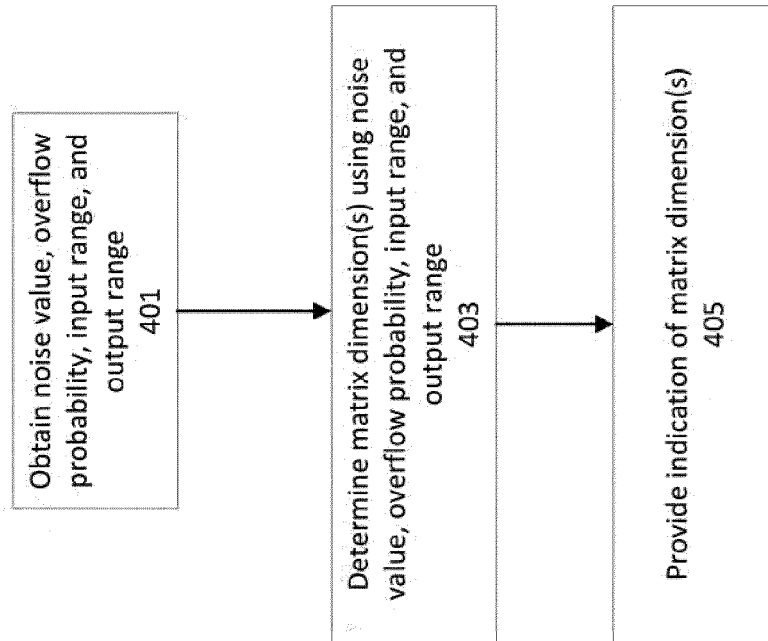 Obtain noise value, overflow
probability, input range, and
output range
401
Determine matrix dimension(s) using noise
value, overflow probability, input range, and
output range
403
Provide indication of matrix dimension(s)
405